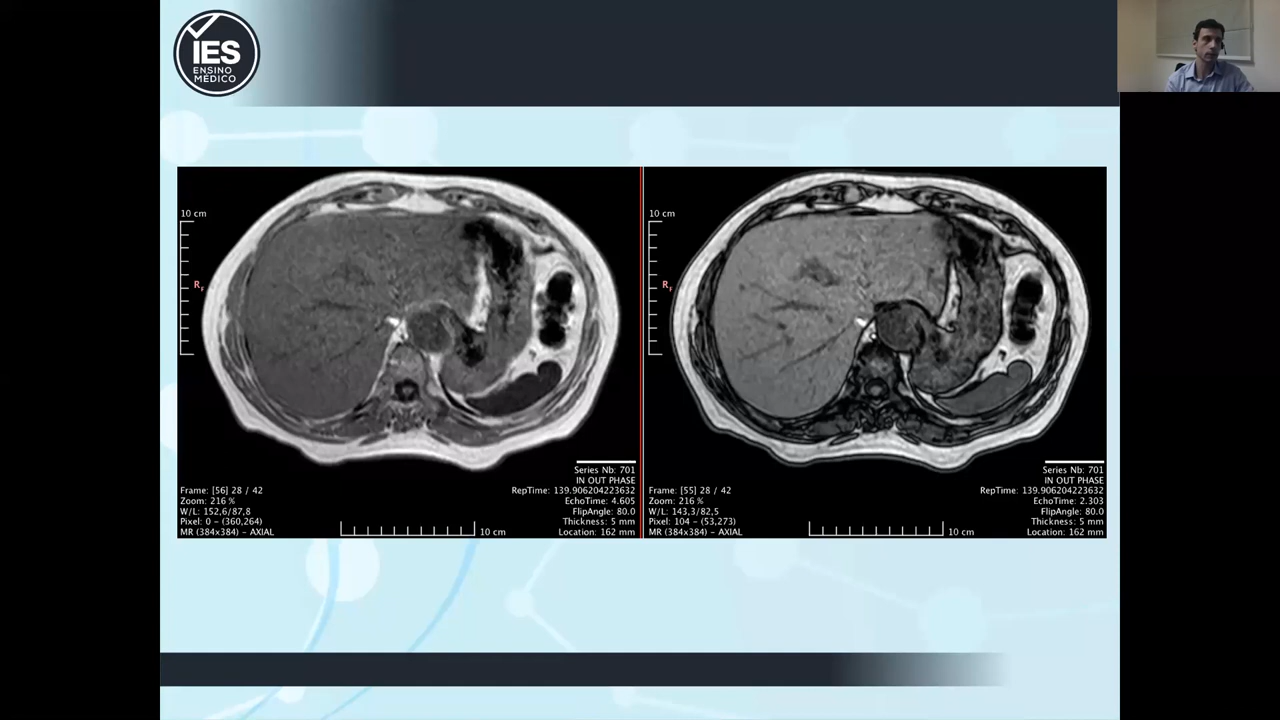 IES
ENSINO
MÉDICO
10 cm
R F
Series Nb: 701
IN OUT PHASE
RepTime: 139.906204223632
EchoTime: 4.605
FlipAngle: 80.0
Thickness: 5 mm
Location: 162 mm
Frame: [56] 28 / 42
Zoom: 216 %
W/L: 152,6/87,8
Pixel: 0 - (360,264)
MR (384x384) - AXIAL
10 cm
10 cm
R F
Series Nb: 701
IN OUT PHASE
RepTime: 139.906204223632
EchoTime: 2.303
FlipAngle: 80.0
Thickness: 5 mm
Location: 162 mm
Frame: [55] 28 / 42
Zoom: 216 %
W/L: 143,3/82,5
Pixel: 104 - (53,273)
MR (384x384) - AXIAL
10 cm